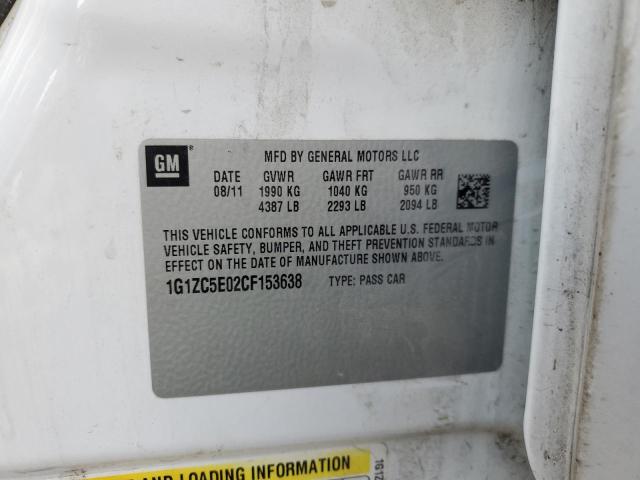 GM
MFD BY GENERAL MOTORS LLC
DATE GVWR GAWR FRT GAWR RR
08/11 1990 KG 1040 KG 950 KG
4387 LB 2293 LB 2094 LB
THIS VEHICLE CONFORMS TO ALL APPLICABLE U.S. FEDERAL MOTOR
VEHICLE SAFETY, BUMPER, AND THEFT PREVENTION STANDARDS IN
EFFECT ON THE DATE OF MANUFACTURE SHOWN ABOVE.
1G1ZC5E02CF153638 TYPE: PASS CAR
AND LOADING INFORMATION
1G1Z